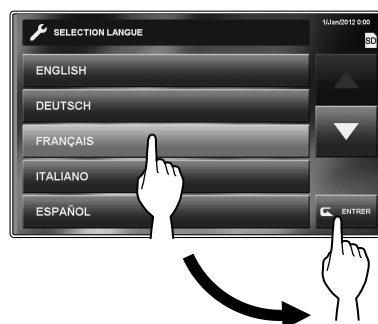 SELECTION LANGUE
1/Jan/2012 0:00
SD
ENGLISH
DEUTSCH
FRANÇAIS
ITALIANO
ESPAÑOL
ENTRER